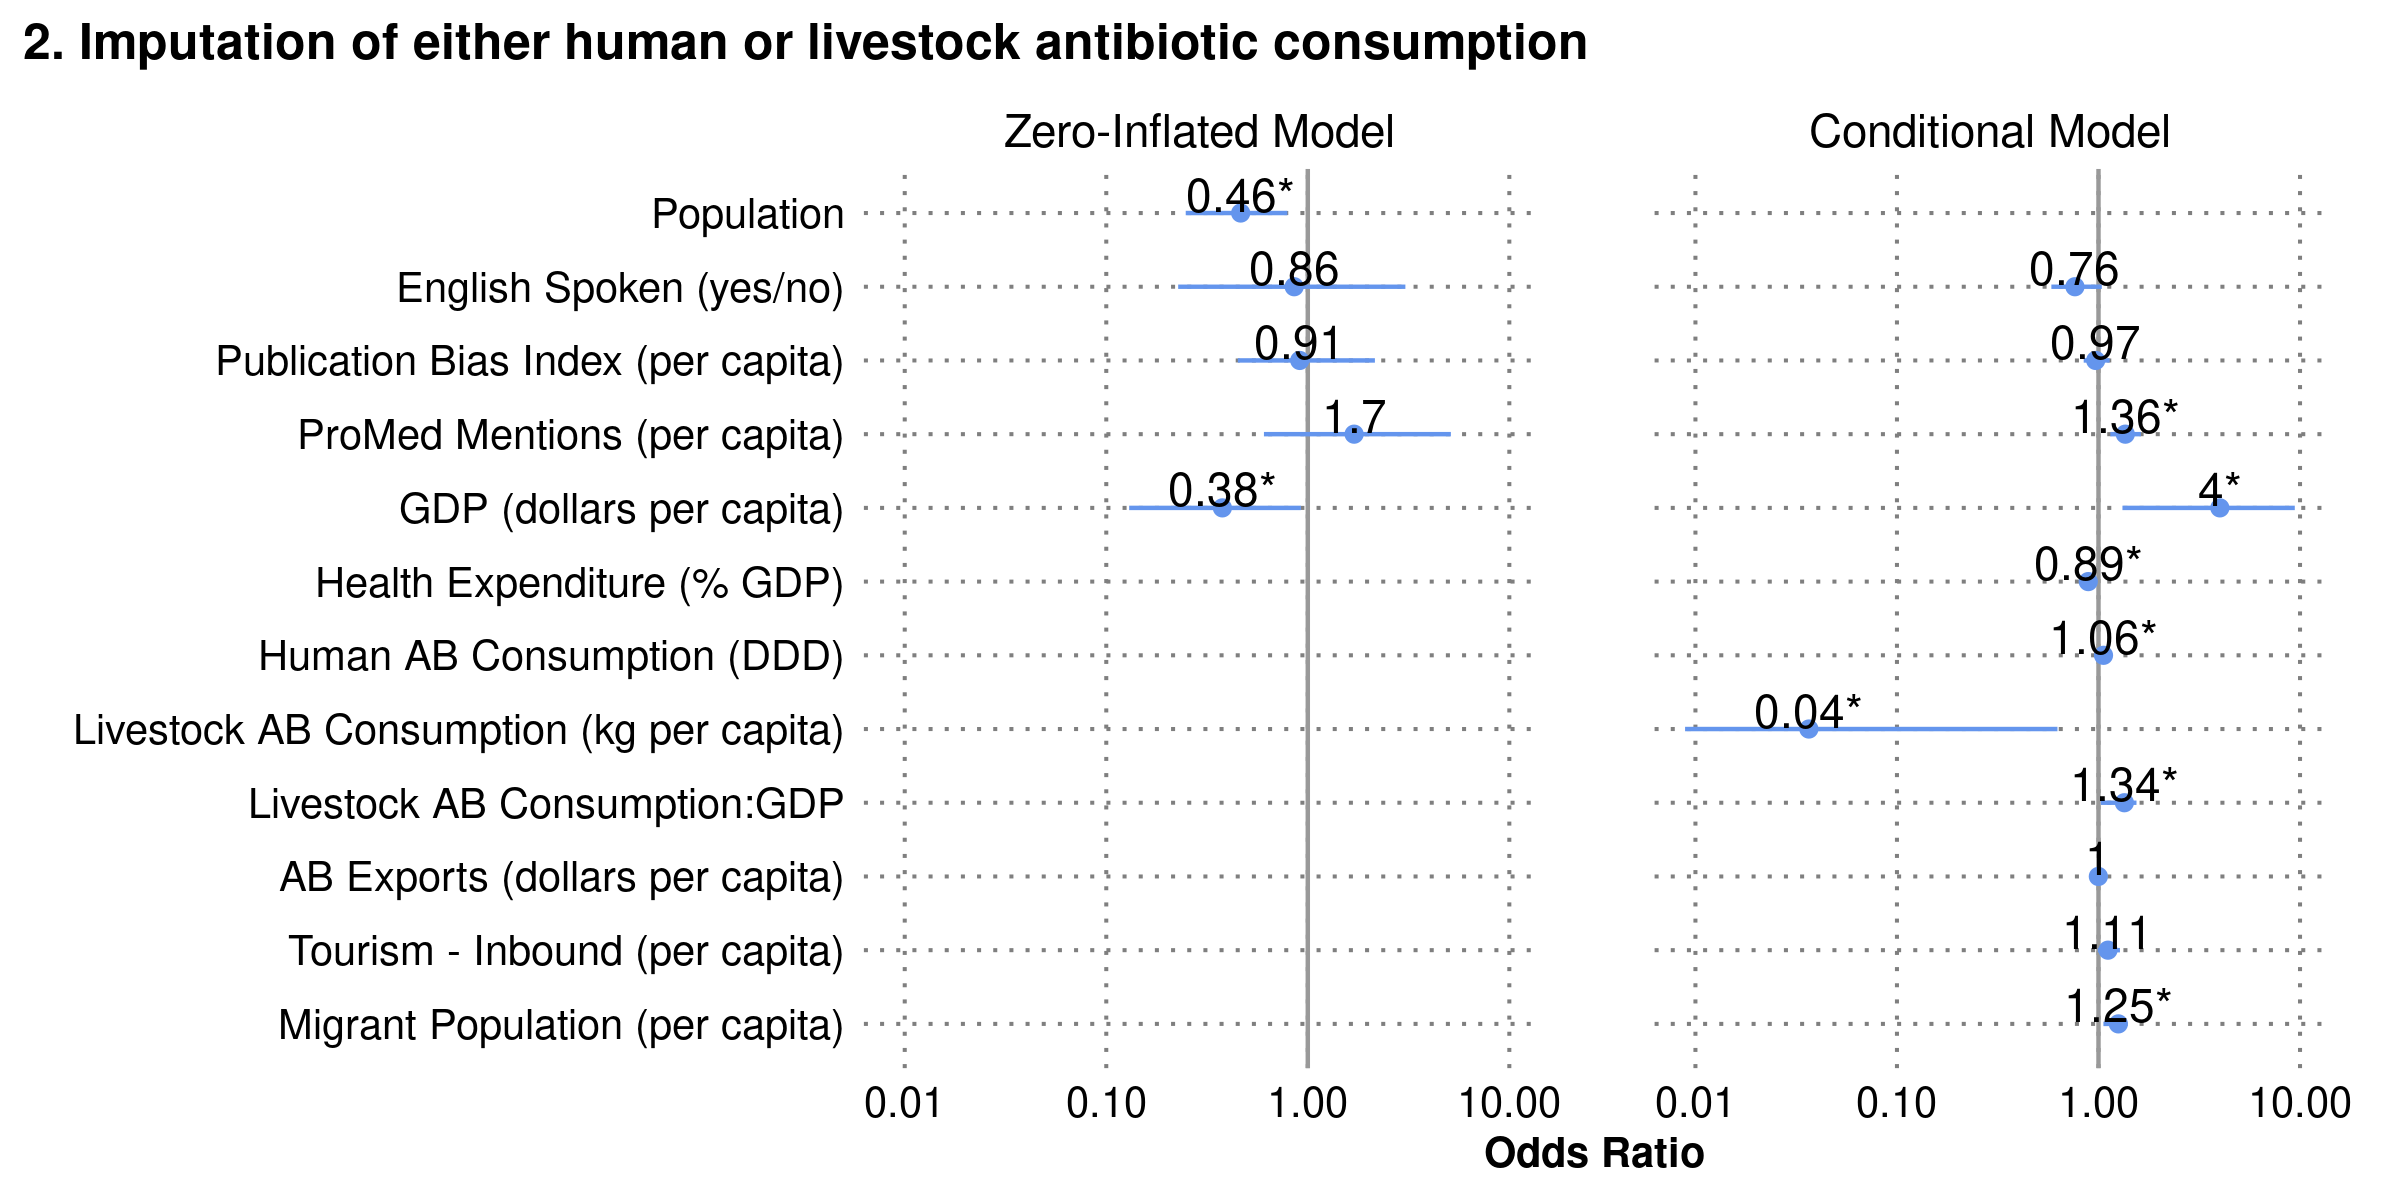 2. Imputation of either human or livestock antibiotic consumption
Zero-Inflated Model Conditional Model
Population 0.46*
English Spoken (yes/no) 0.86 0.76
Publication Bias Index (per capita) 0.91 0.97
ProMed Mentions (per capita) 1.7 1.36*
GDP (dollars per capita) 0.38* 4*
Health Expenditure (% GDP) 0.89*
Human AB Consumption (DDD) 1.06*
Livestock AB Consumption (kg per capita) 0.04*
Livestock AB Consumption:GDP 1.34*
AB Exports (dollars per capita) 1
Tourism - Inbound (per capita) 1.11
Migrant Population (per capita) 1.25*
0.01 0.10 1.00 10.00 0.01 0.10 1.00 10.00
Odds Ratio